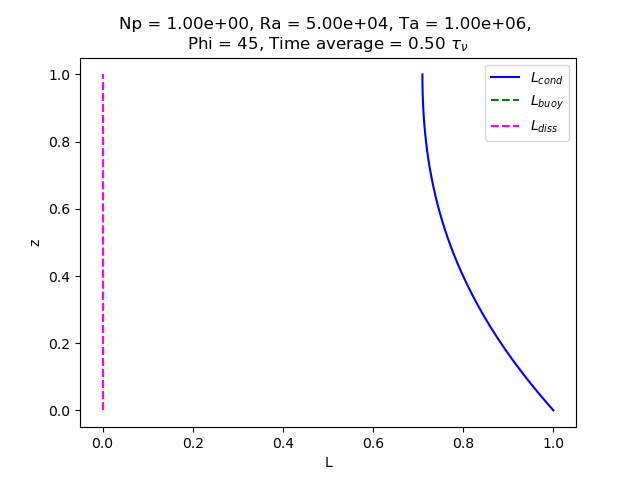 Np = 1.00e+00, Ra = 5.00e+04, Ta = 1.00e+06,
Phi = 45, Time average = 0.50 τν
L_cond
L_buoy
L_diss
1.0
0.8
0.6
0.4
0.2
0.0
z
0.0 0.2 0.4 0.6 0.8 1.0
L